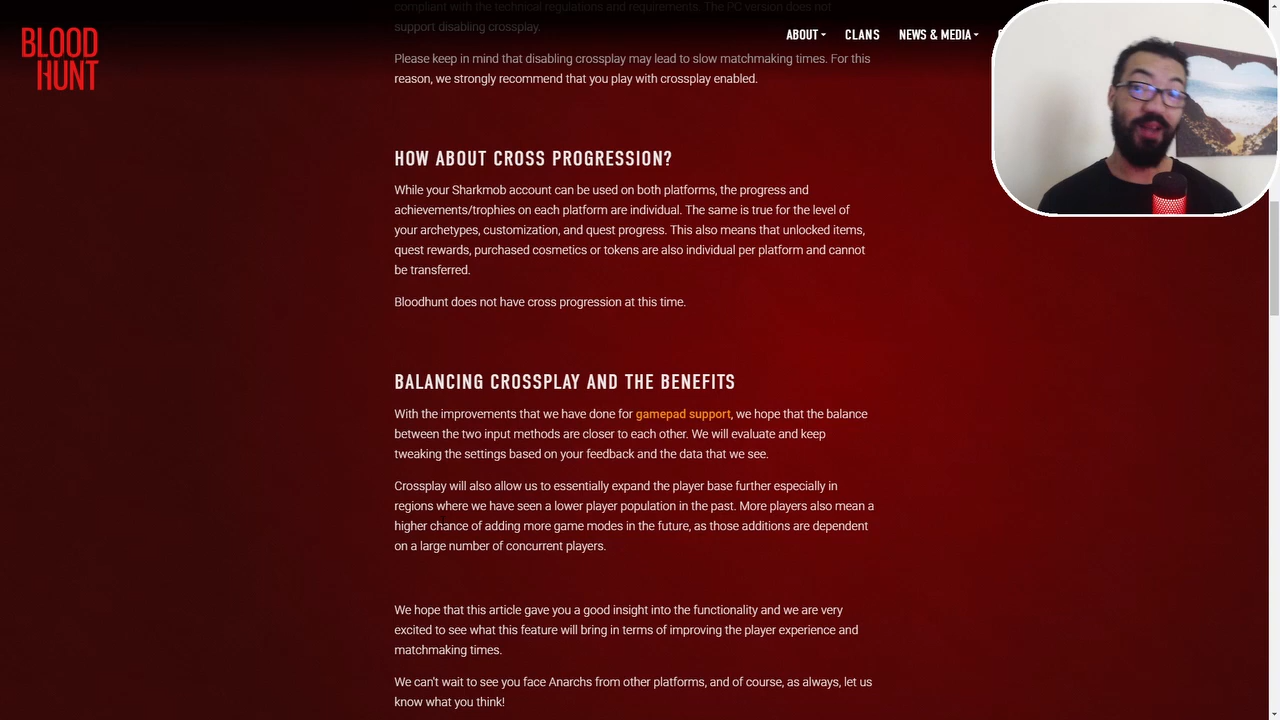 compliant with the technical regulations and requirements. The PC version does not
support disabling crossplay.
BLOOD
HUNT
ABOUT
CLANS
NEWS & MEDIA
Please keep in mind that disabling crossplay may lead to slow matchmaking times. For this
reason, we strongly recommend that you play with crossplay enabled.
HOW ABOUT CROSS PROGRESSION?
While your Sharkmob account can be used on both platforms, the progress and
achievements/trophies on each platform are individual. The same is true for the level of
your archetypes, customization, and quest progress. This also means that unlocked items,
quest rewards, purchased cosmetics or tokens are also individual per platform and cannot
be transferred.
Bloodhunt does not have cross progression at this time.
BALANCING CROSSPLAY AND THE BENEFITS
With the improvements that we have done for gamepad support, we hope that the balance
between the two input methods are closer to each other. We will evaluate and keep
tweaking the settings based on your feedback and the data that we see.
Crossplay will also allow us to essentially expand the player base further especially in
regions where we have seen a lower player population in the past. More players also mean a
higher chance of adding more game modes in the future, as those additions are dependent
on a large number of concurrent players.
We hope that this article gave you a good insight into the functionality and we are very
excited to see what this feature will bring in terms of improving the player experience and
matchmaking times.
We can't wait to see you face Anarchs from other platforms, and of course, as always, let us
know what you think!